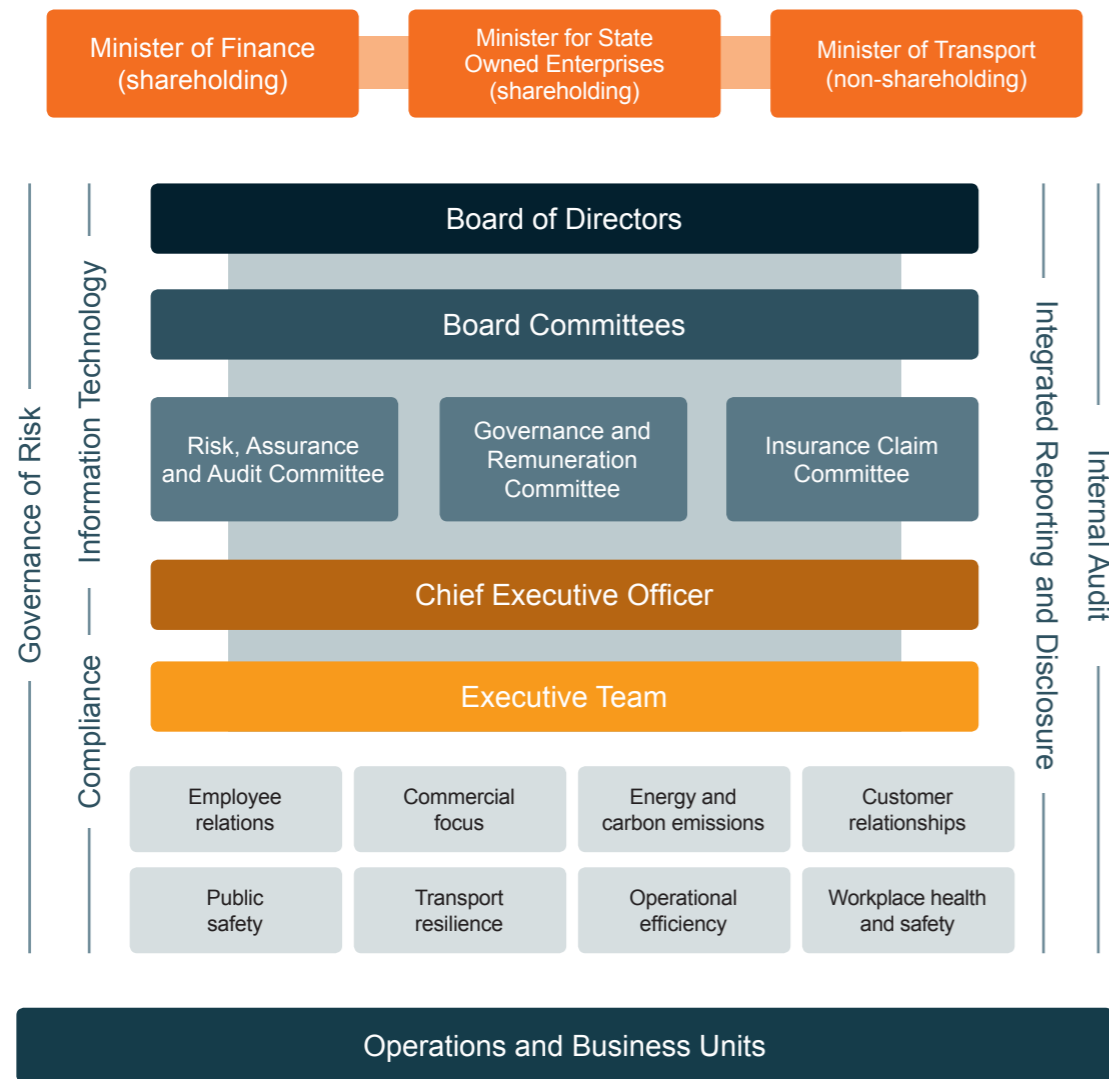 Minister of Finance
(shareholding)
Minister for State
Owned Enterprises
(shareholding)
Minister of Transport
(non-shareholding)
Governance of Risk
Information Technology
Compliance
Board of Directors
Board Committees
Risk, Assurance
and Audit Committee
Governance and
Remuneration
Committee
Insurance Claim
Committee
Chief Executive Officer
Executive Team
Employee
relations
Commercial
focus
Energy and
carbon emissions
Customer
relationships
Public
safety
Transport
resilience
Operational
efficiency
Workplace health
and safety
Integrated Reporting and Disclosure
Internal Audit
Operations and Business Units